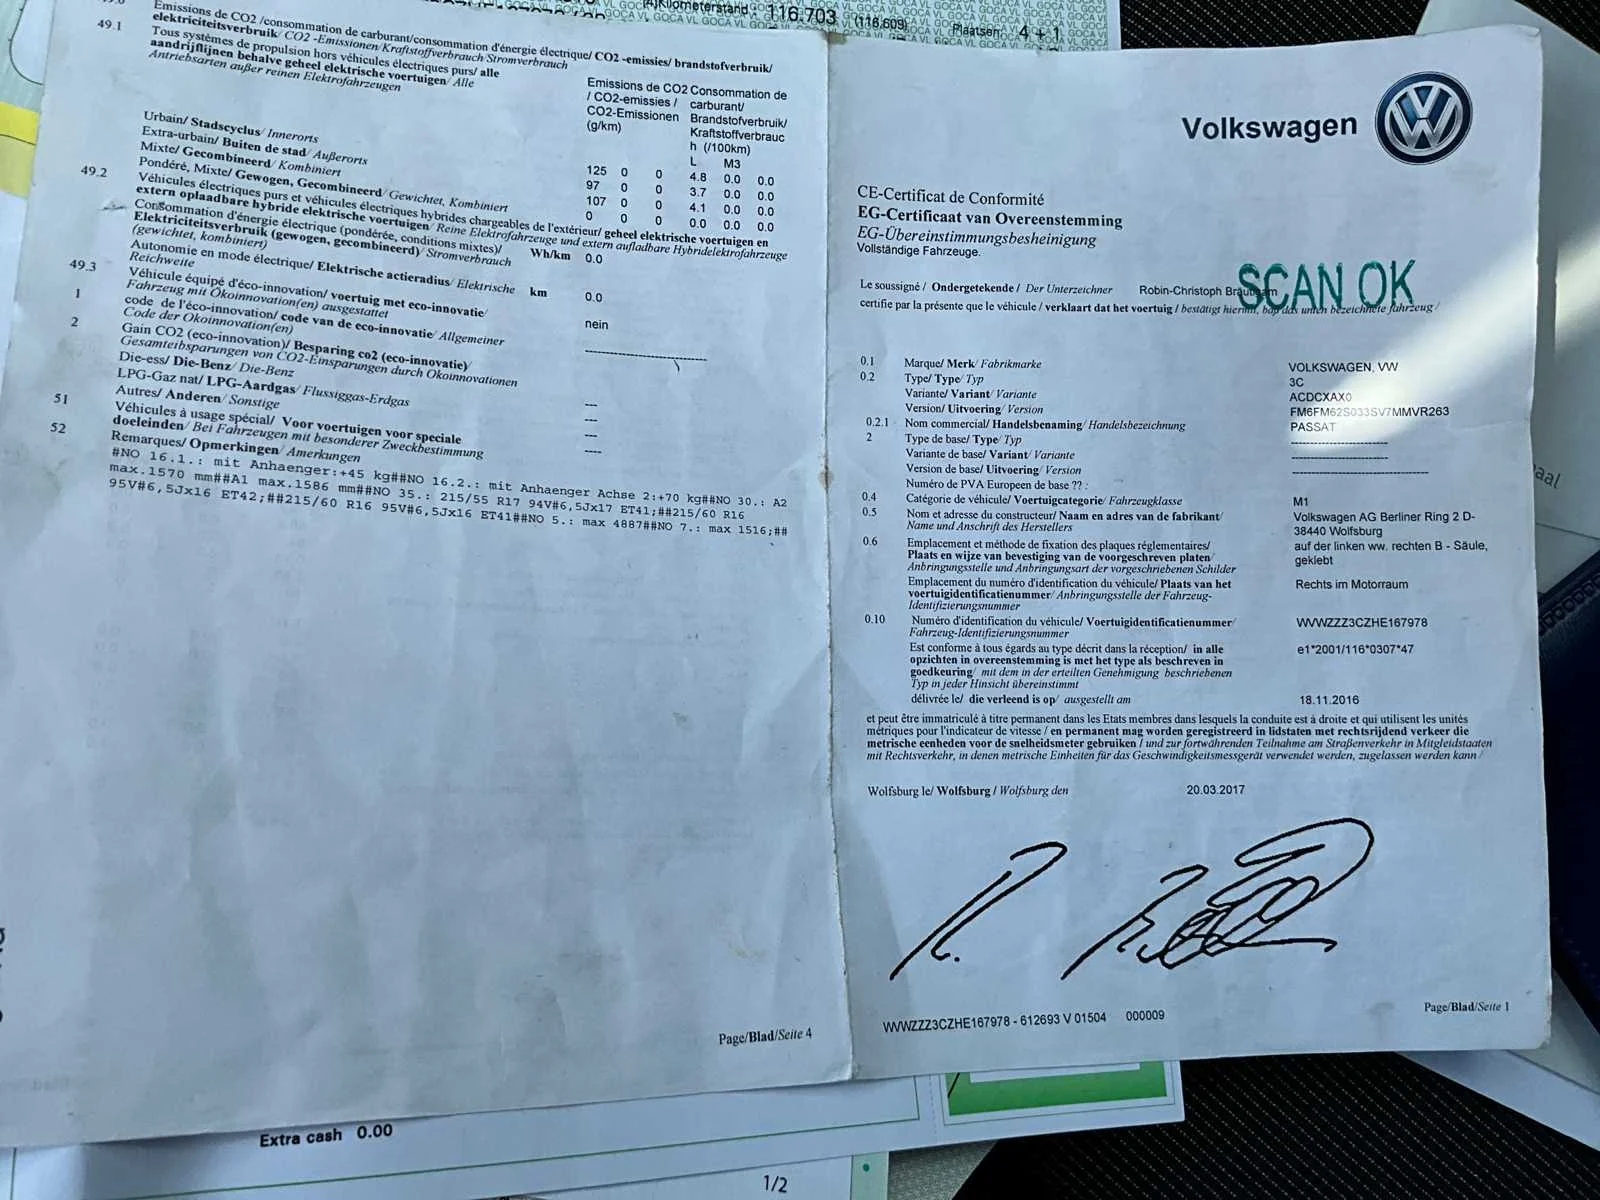 (4)Kilometerstand : 116.703 (116.609) Plaatsen 4 + 1
GOCA VL GOCA VL GOCA VL GOCA VL
Emissions de CO2 /consommation de carburant/consommation d'énergie électrique/ CO2 -emissies/ brandstofverbruik/
elektriciteitsverbruik/ CO2 -Emissionen/Kraftstoffverbrauch/Stromverbrauch
49.1 Tous systèmes de propulsion hors véhicules électriques purs/ alle
aandrijflijnen behalve geheel elektrische voertuigen/ Alle
Antriebsarten außer reinen Elektrofahrzeugen
Emissions de CO2 Consommation de
/ CO2-emissies / carburant/
CO2-Emissionen Brandstofverbruik/
(g/km) Kraftstoffverbrauc
h (/100km)
L M3
Urbain/ Stadscyclus/ Innerorts 125 0 0 4.8 0.0 0.0
Extra-urbain/ Buiten de stad/ Außerorts 97 0 0 3.7 0.0 0.0
Mixte/ Gecombineerd/ Kombiniert 107 0 0 4.1 0.0 0.0
Pondéré, Mixte/ Gewogen, Gecombineerd/ Gewichtet, Kombiniert 0 0 0 0.0 0.0 0.0
49.2 Véhicules électriques purs et véhicules électriques hybrides chargeables de l'extérieur/ geheel elektrische voertuigen en
extern oplaadbare hybride elektrische voertuigen/ Reine Elektrofahrzeuge und extern aufladbare Hybridelektrofahrzeuge
Consommation d'énergie électrique (pondérée, conditions mixtes)/
Elektriciteitsverbruik (gewogen, gecombineerd)/ Stromverbrauch Wh/km 0.0
(gewichtet, kombiniert)
Autonomie en mode électrique/ Elektrische actieradius/ Elektrische km 0.0
Reichweite
49.3 Véhicule équipé d'éco-innovation/ voertuig met eco-innovatie/ nein
Fahrzeug mit Ökoinnovation(en) ausgestattet
1 code de l'éco-innovation/ code van de eco-innovatie/ Allgemeiner
Code der Ökoinnovation(en)
2 Gain CO2 (eco-innovation)/ Besparing co2 (eco-innovatie)/
Gesamteibsparungen von CO2-Einsparungen durch Ökoinnovationen
Die-ess/ Die-Benz/ Die-Benz ---
LPG-Gaz nat/ LPG-Aardgas/ Flussiggas-Erdgas ---
Autres/ Anderen/ Sonstige ---
51 Véhicules à usage spécial/ Voor voertuigen voor speciale ----
doeleinden/ Bei Fahrzeugen mit besonderer Zweckbestimmung
52 Remarques/ Opmerkingen/ Amerkungen
#NO 16.1.: mit Anhaenger:+45 kg##NO 16.2.: mit Anhaenger Achse 2:+70 kg##NO 30.: A2
max.1570 mm##A1 max.1586 mm##NO 35.: 215/55 R17 94V#6,5Jx17 ET41;##215/60 R16
95V#6,5Jx16 ET42;##215/60 R16 95V#6,5Jx16 ET41##NO 5.: max 4887##NO 7.: max 1516;##
Page/Blad/Seite 4
Volkswagen
CE-Certificat de Conformité
EG-Certificaat van Overeenstemming
EG-Übereinstimmungsbesheinigung
Vollständige Fahrzeuge.
SCAN OK
Le soussigné / Ondergetekende / Der Unterzeichner Robin-Christoph
certifie par la présente que le véhicule / verklaart dat het voertuig / bestätigt hiermit, das unten bezeichnete fahrzeug /
0.1 Marque/ Merk/ Fabrikmarke VOLKSWAGEN, VW
0.2 Type/ Type/ Typ 3C
Variante/ Variant/ Variante ACDCXAX0
Version/ Uitvoering/ Version FM6FM62S033SV7MMVR263
0.2.1 Nom commercial/ Handelsbenaming/ Handelsbezeichnung PASSAT
2 Type de base/ Type/ Typ
Variante de base/ Variant/ Variante
Version de base/ Uitvoering/ Version
Numéro de PVA Europeen de base ?? :
0.4 Catégorie de véhicule/ Voertuigcategorie/ Fahrzeugklasse M1
0.5 Nom et adresse du constructeur/ Naam en adres van de fabrikant/ Volkswagen AG Berliner Ring 2 D-
Name und Anschrift des Herstellers 38440 Wolfsburg
0.6 Emplacement et méthode de fixation des plaques réglementaires/ auf der linken ww. rechten B - Säule,
Plaats en wijze van bevestiging van de voorgeschreven platen/ geklebt
Anbringungsstelle und Anbringungsart der vorgeschriebenen Schilder
Emplacement du numéro d'identification du véhicule/ Plaats van het Rechts im Motorraum
voertuigidentificatienummer/ Anbringungsstelle der Fahrzeug-
Identifizierungsnummer
0.10 Numéro d'identification du véhicule/ Voertuigidentificatienummer/ WVWZZZ3CZHE167978
Fahrzeug-Identifizierungsnummer
Est conforme à tous égards au type décrit dans la réception/ in alle e1*2001/116*0307*47
opzichten in overeenstemming is met het type als beschreven in
goedkeuring/ mit dem in der erteilten Genehmigung beschriebenen
Typ in jeder Hinsicht übereinstimmt
délivrée le/ die verleend is op/ ausgestellt am 18.11.2016
et peut être immatriculé à titre permanent dans les Etats membres dans lesquels la conduite est à droite et qui utilisent les unités
métriques pour l'indicateur de vitesse / en permanent mag worden geregistreerd in lidstaten met rechtsrijdend verkeer die
metrische eenheden voor de snelheidsmeter gebruiken / und zur fortwährenden Teilnahme am Straßenverkehr in Mitgliedstaaten
mit Rechtsverkehr, in denen metrische Einheiten für das Geschwindigkeitsmessgerät verwendet werden, zugelassen werden kann /
Wolfsburg le/ Wolfsburg / Wolfsburg den 20.03.2017
WVWZZZ3CZHE167978 - 612693 V 01504 000009
Page/Blad/Seite 1
Extra cash 0.00
1/2